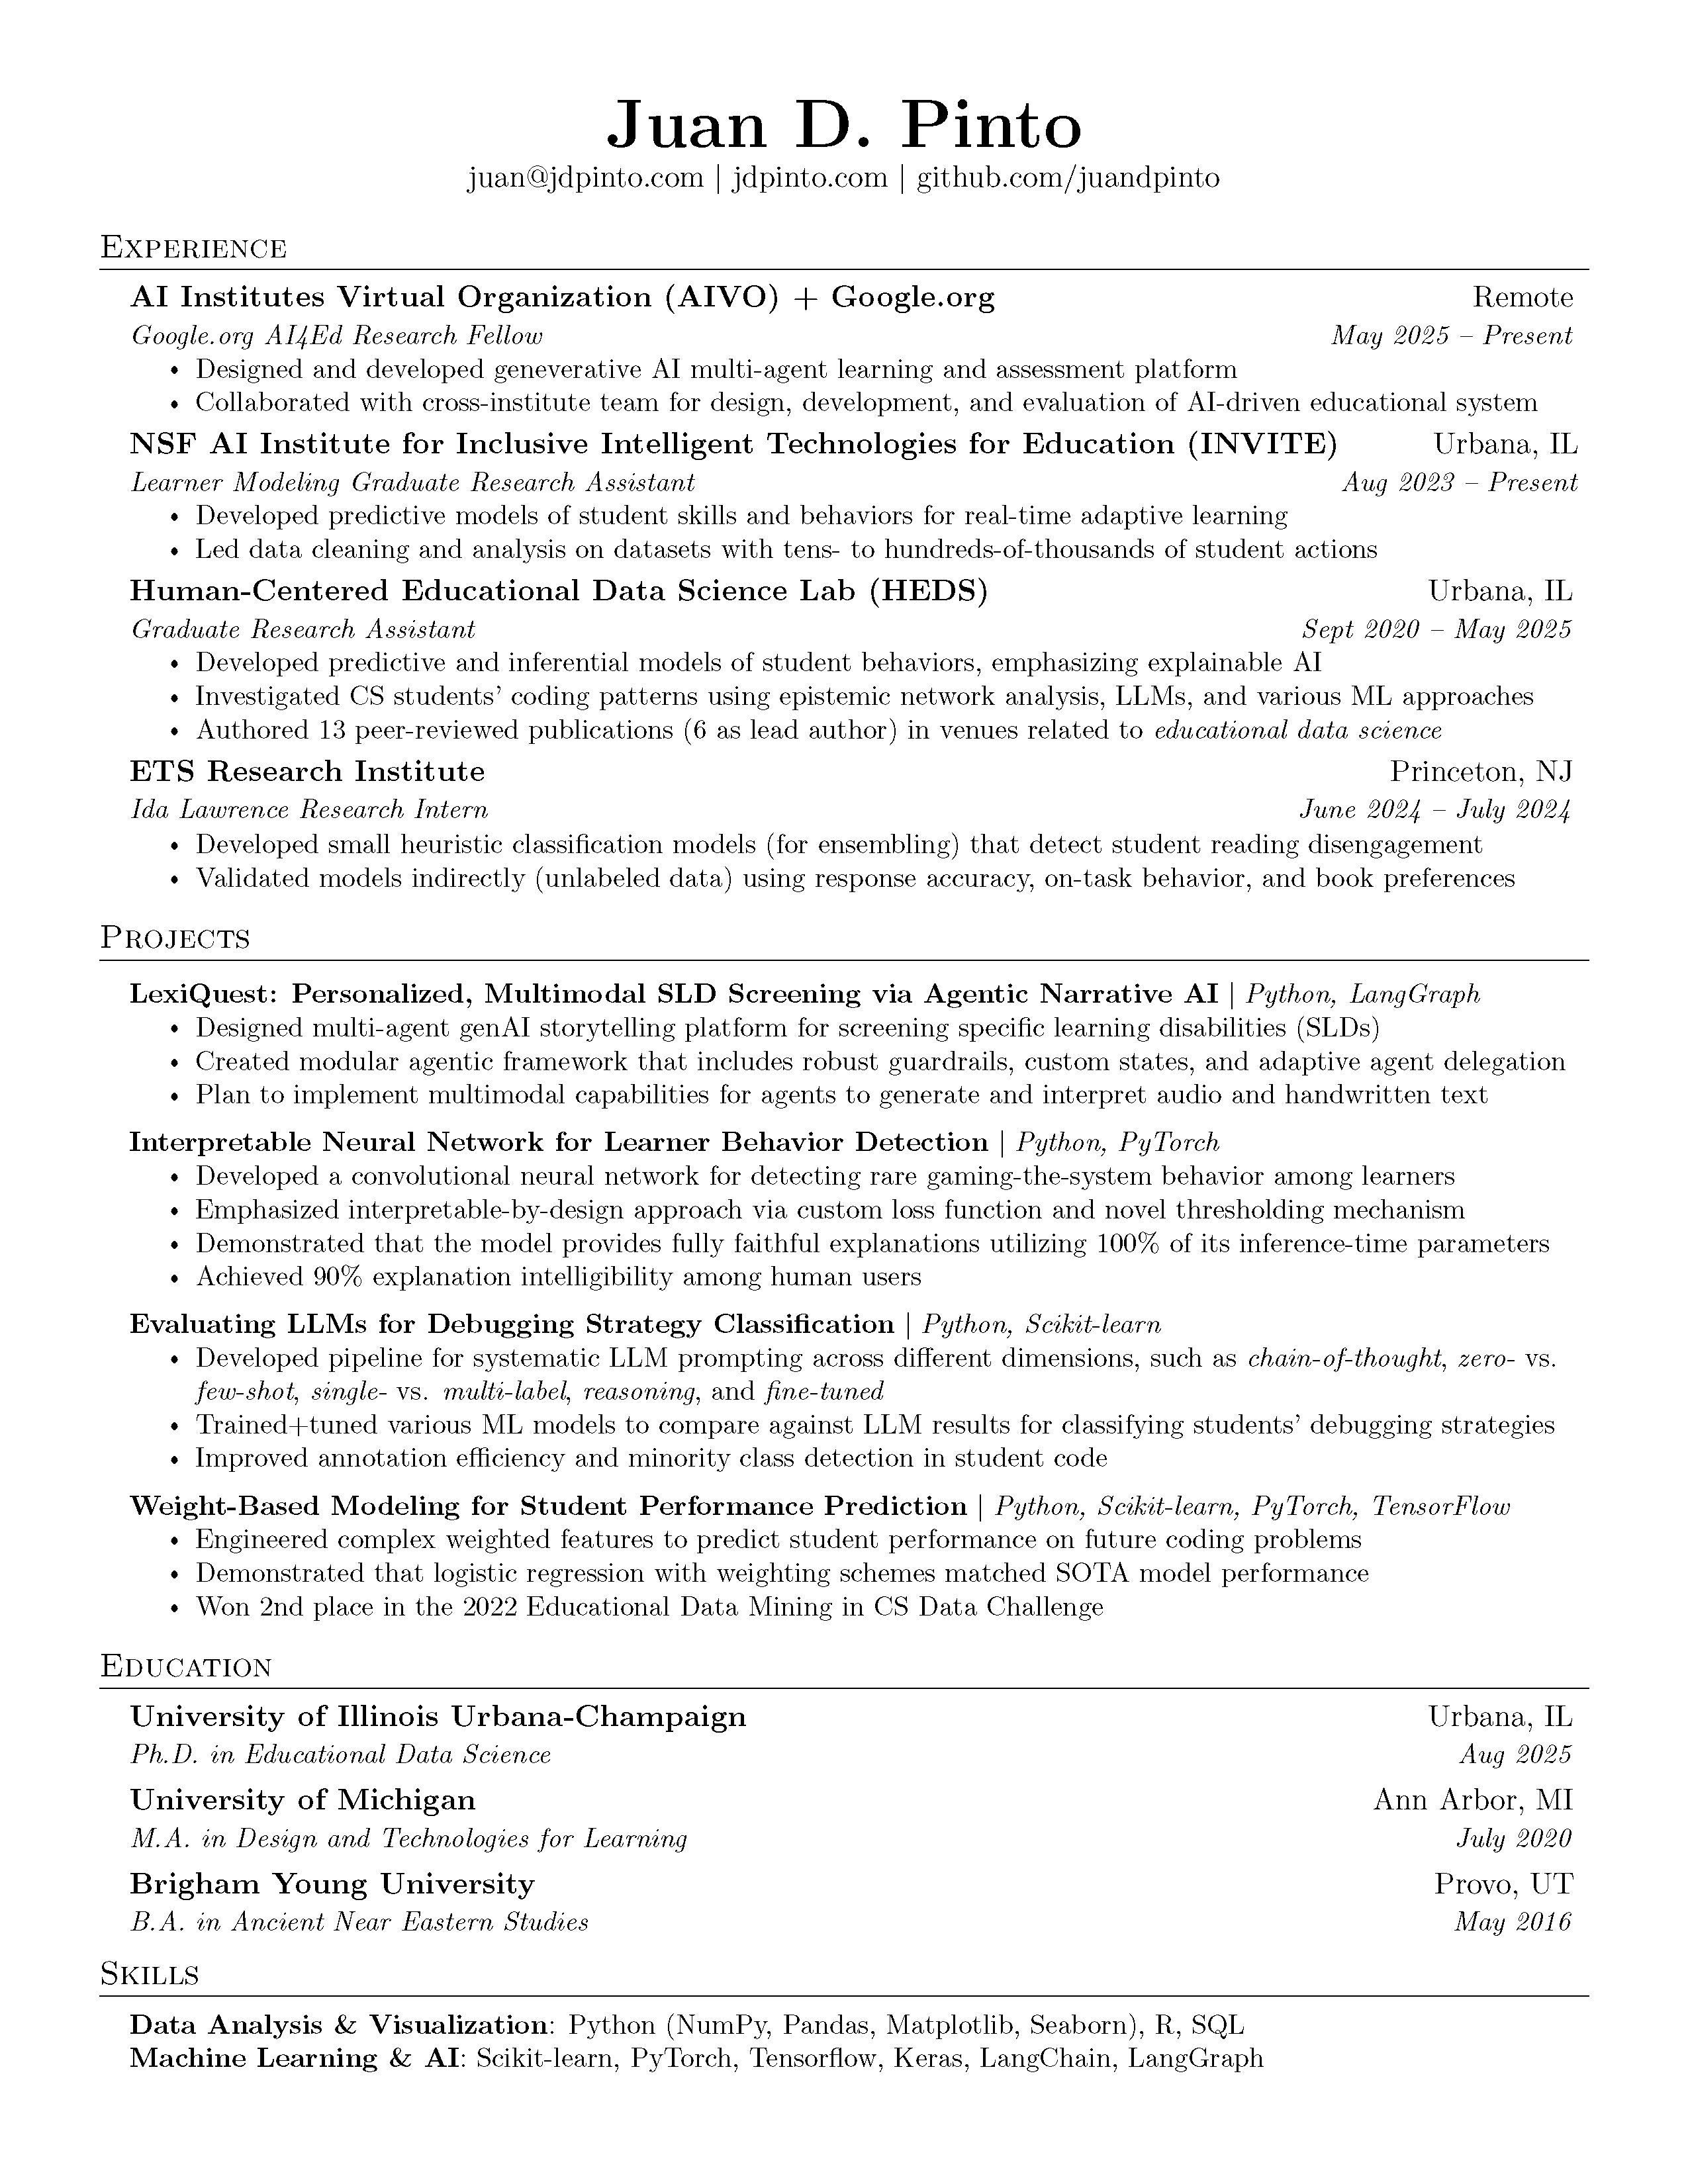 Juan D. Pinto
juan@jdpinto.com | jdpinto.com | github.com/juandpinto
Experience
AI Institutes Virtual Organization (AIVO) + Google.org Remote
Google.org AI4Ed Research Fellow May 2025 – Present
• Designed and developed geneverative AI multi-agent learning and assessment platform
• Collaborated with cross-institute team for design, development, and evaluation of AI-driven educational system
NSF AI Institute for Inclusive Intelligent Technologies for Education (INVITE) Urbana, IL
Learner Modeling Graduate Research Assistant Aug 2023 – Present
• Developed predictive models of student skills and behaviors for real-time adaptive learning
• Led data cleaning and analysis on datasets with tens- to hundreds-of-thousands of student actions
Human-Centered Educational Data Science Lab (HEDS) Urbana, IL
Graduate Research Assistant Sept 2020 – May 2025
• Developed predictive and inferential models of student behaviors, emphasizing explainable AI
• Investigated CS students' coding patterns using epistemic network analysis, LLMs, and various ML approaches
• Authored 13 peer-reviewed publications (6 as lead author) in venues related to educational data science
ETS Research Institute Princeton, NJ
Ida Lawrence Research Intern June 2024 – July 2024
• Developed small heuristic classification models (for ensembling) that detect student reading disengagement
• Validated models indirectly (unlabeled data) using response accuracy, on-task behavior, and book preferences
Projects
LexiQuest: Personalized, Multimodal SLD Screening via Agentic Narrative AI | Python, LangGraph
• Designed multi-agent genAI storytelling platform for screening specific learning disabilities (SLDs)
• Created modular agentic framework that includes robust guardrails, custom states, and adaptive agent delegation
• Plan to implement multimodal capabilities for agents to generate and interpret audio and handwritten text
Interpretable Neural Network for Learner Behavior Detection | Python, PyTorch
• Developed a convolutional neural network for detecting rare gaming-the-system behavior among learners
• Emphasized interpretable-by-design approach via custom loss function and novel thresholding mechanism
• Demonstrated that the model provides fully faithful explanations utilizing 100% of its inference-time parameters
• Achieved 90% explanation intelligibility among human users
Evaluating LLMs for Debugging Strategy Classification | Python, Scikit-learn
• Developed pipeline for systematic LLM prompting across different dimensions, such as chain-of-thought, zero- vs.
few-shot, single- vs. multi-label, reasoning, and fine-tuned
• Trained+tuned various ML models to compare against LLM results for classifying students' debugging strategies
• Improved annotation efficiency and minority class detection in student code
Weight-Based Modeling for Student Performance Prediction | Python, Scikit-learn, PyTorch, TensorFlow
• Engineered complex weighted features to predict student performance on future coding problems
• Demonstrated that logistic regression with weighting schemes matched SOTA model performance
• Won 2nd place in the 2022 Educational Data Mining in CS Data Challenge
Education
University of Illinois Urbana-Champaign Urbana, IL
Ph.D. in Educational Data Science Aug 2025
University of Michigan Ann Arbor, MI
M.A. in Design and Technologies for Learning July 2020
Brigham Young University Provo, UT
B.A. in Ancient Near Eastern Studies May 2016
Skills
Data Analysis & Visualization: Python (NumPy, Pandas, Matplotlib, Seaborn), R, SQL
Machine Learning & AI: Scikit-learn, PyTorch, Tensorflow, Keras, LangChain, LangGraph